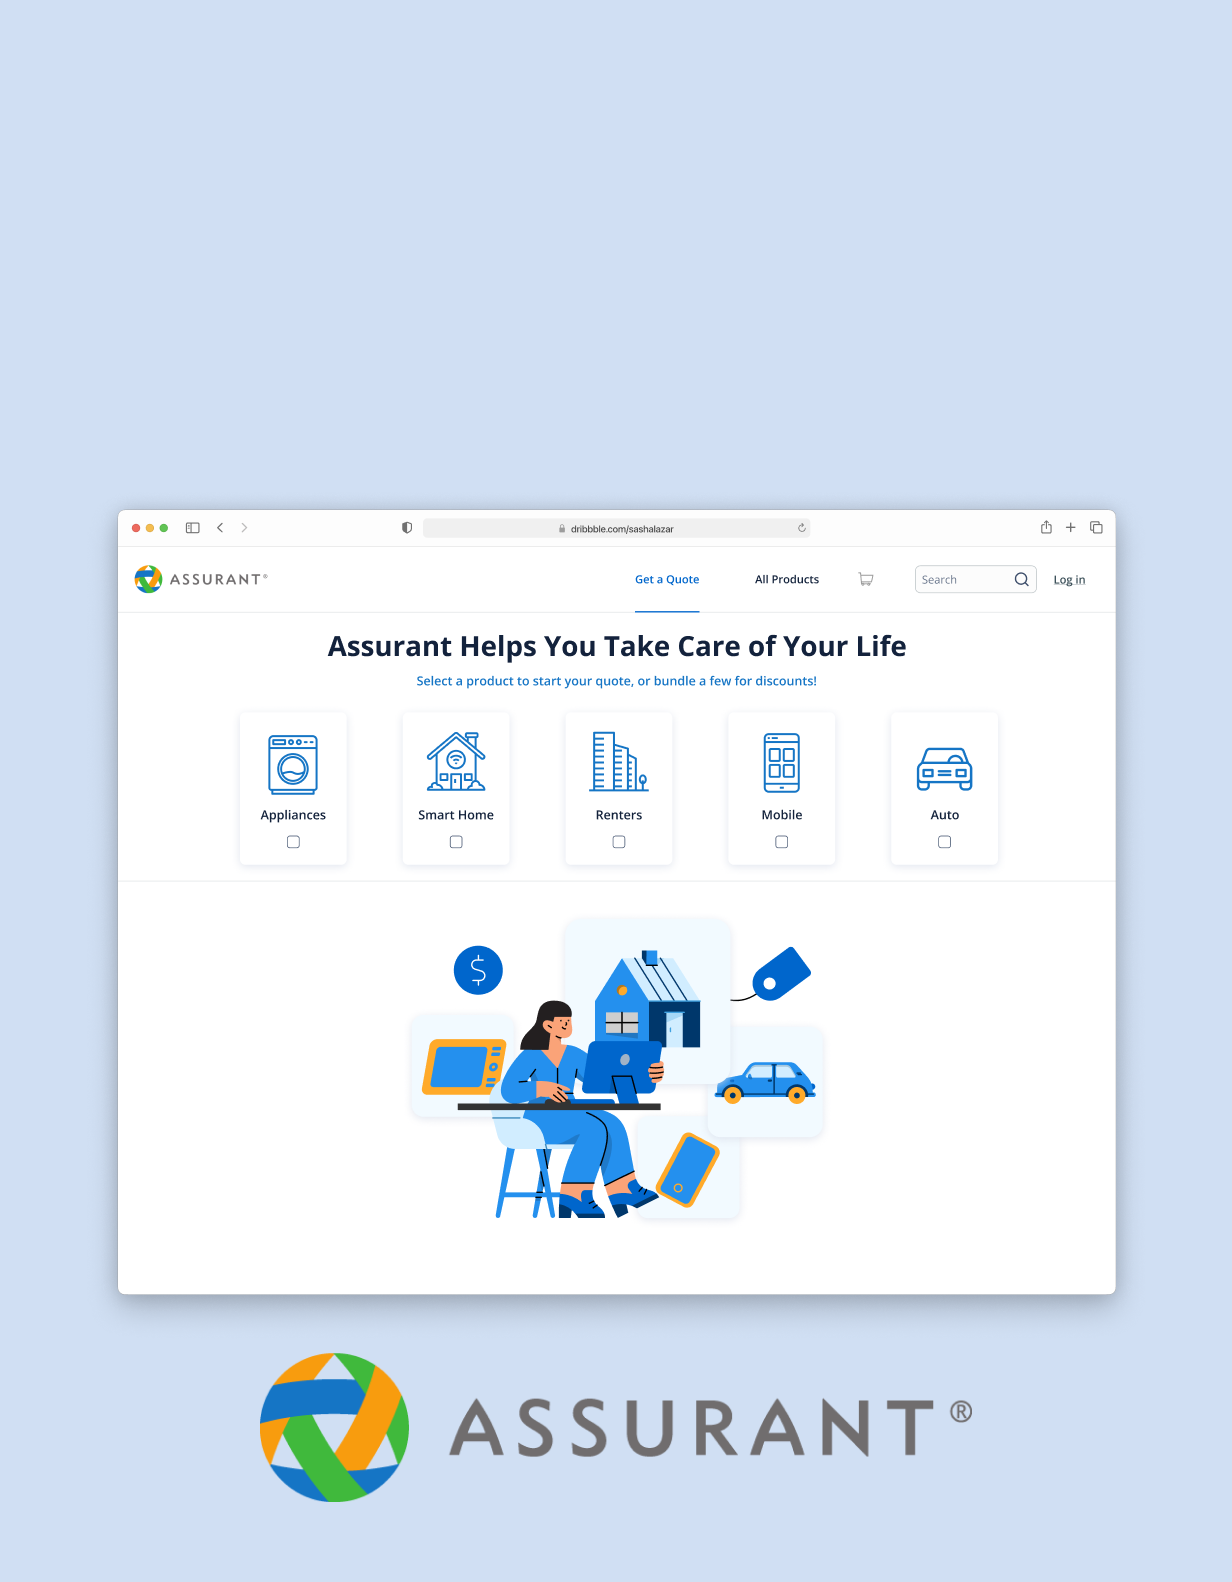 dribbble.com/sashalazar
ASSURANT®
Get a Quote
All Products
Search
Log in
Assurant Helps You Take Care of Your Life
Select a product to start your quote, or bundle a few for discounts!
Appliances
Smart Home
Renters
Mobile
Auto
$
ASSURANT®